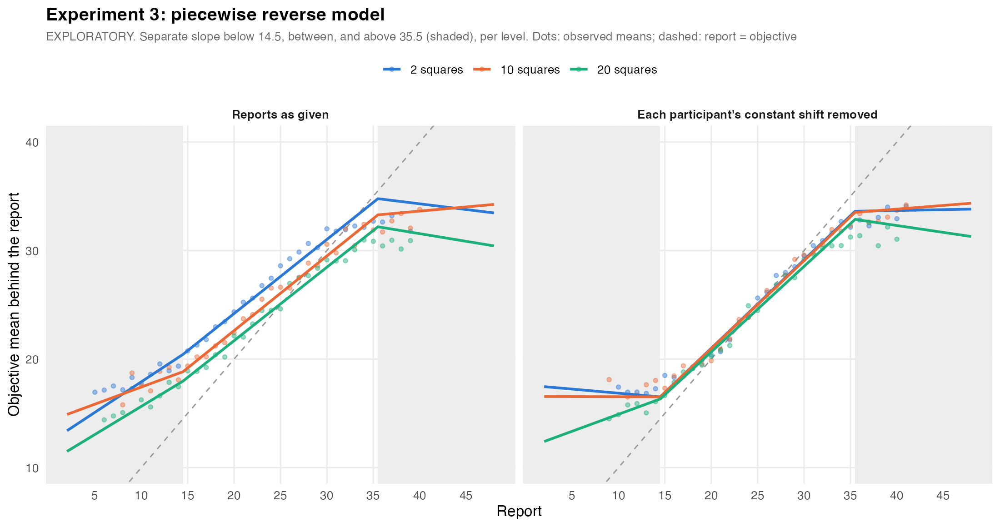 Experiment 3: piecewise reverse model
EXPLORATORY. Separate slope below 14.5, between, and above 35.5 (shaded), per level. Dots: observed means; dashed: report = objective
2 squares 10 squares 20 squares
Reports as given
Each participant's constant shift removed
Objective mean behind the report
40
30
20
10
5 10 15 20 25 30 35 40 45
5 10 15 20 25 30 35 40 45
Report